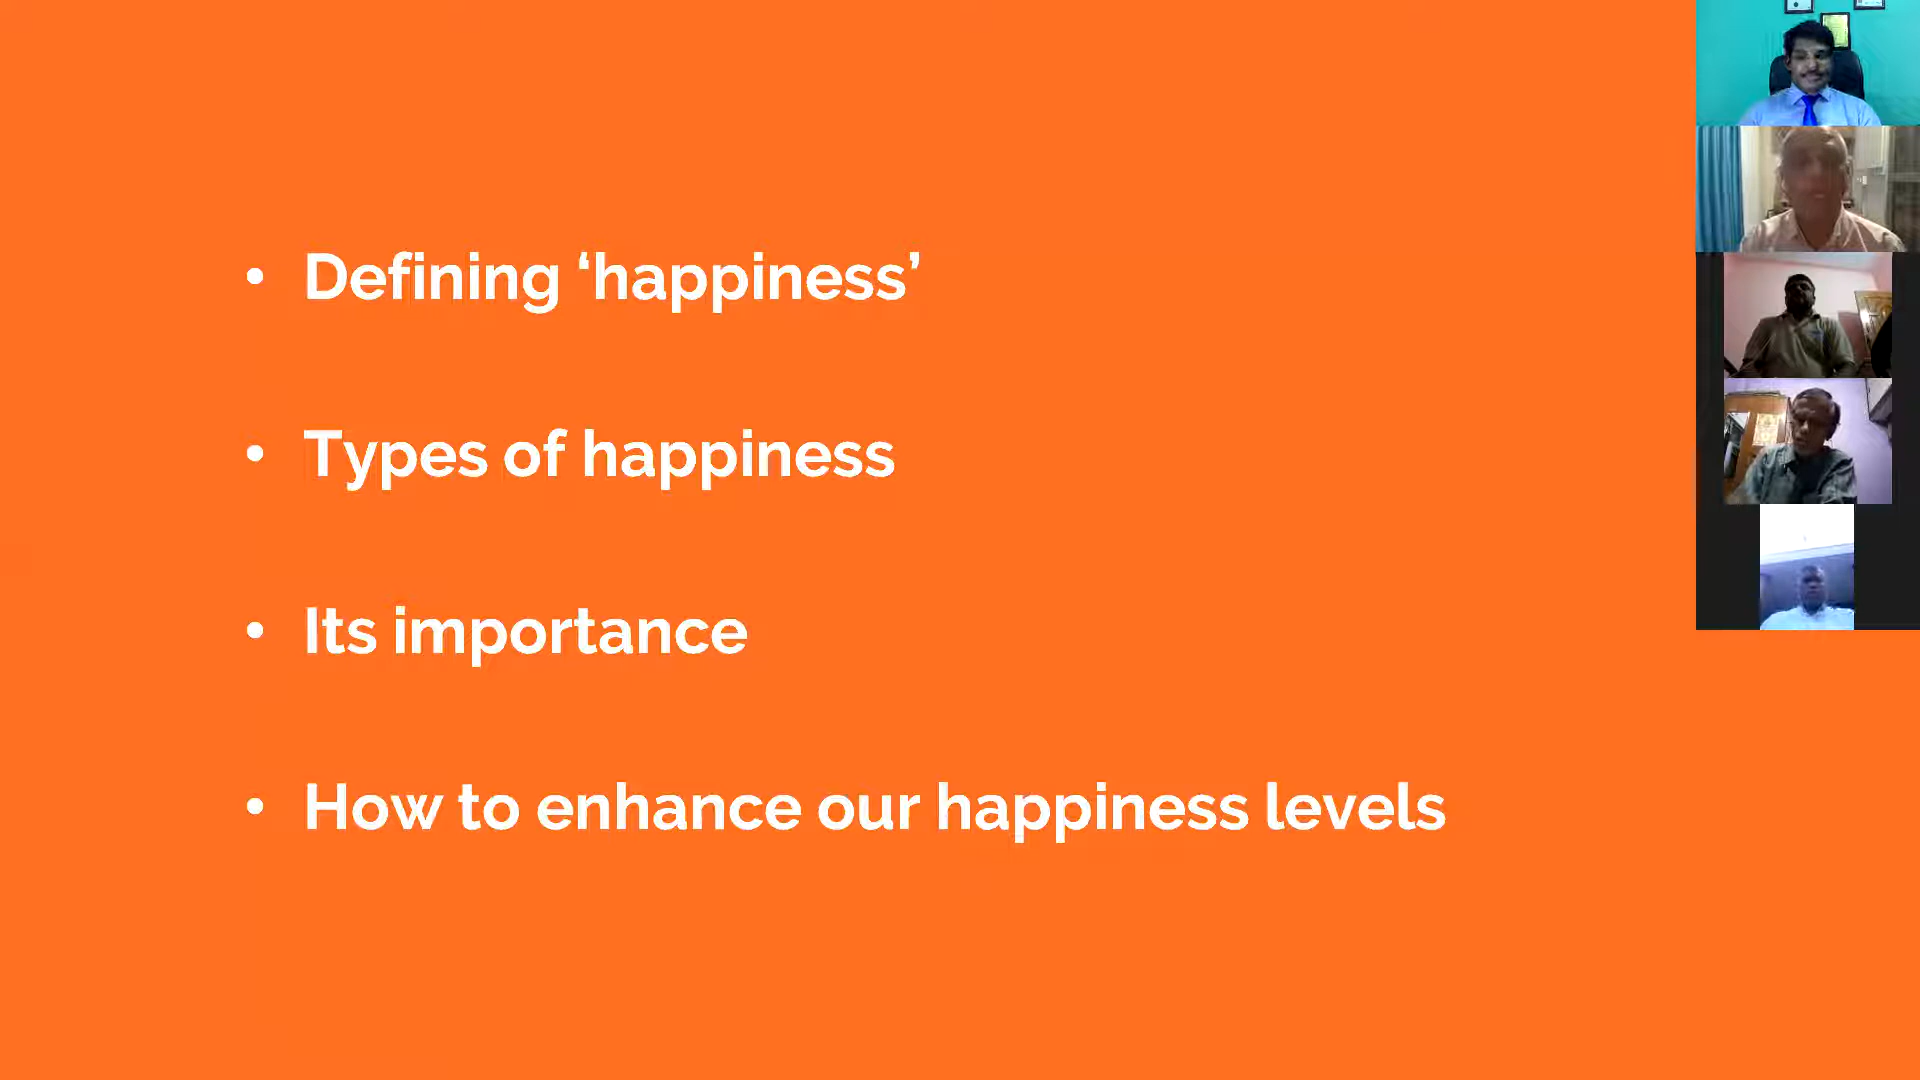 • Defining ‘happiness’
• Types of happiness
• Its importance
• How to enhance our happiness levels